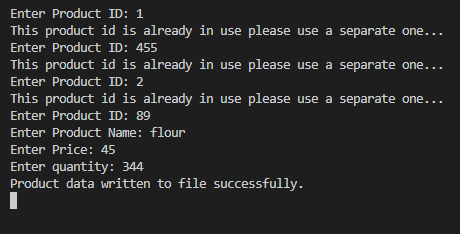 Enter Product ID: 1
This product id is already in use please use a separate one...
Enter Product ID: 455
This product id is already in use please use a separate one...
Enter Product ID: 2
This product id is already in use please use a separate one...
Enter Product ID: 89
Enter Product Name: flour
Enter Price: 45
Enter quantity: 344
Product data written to file successfully.